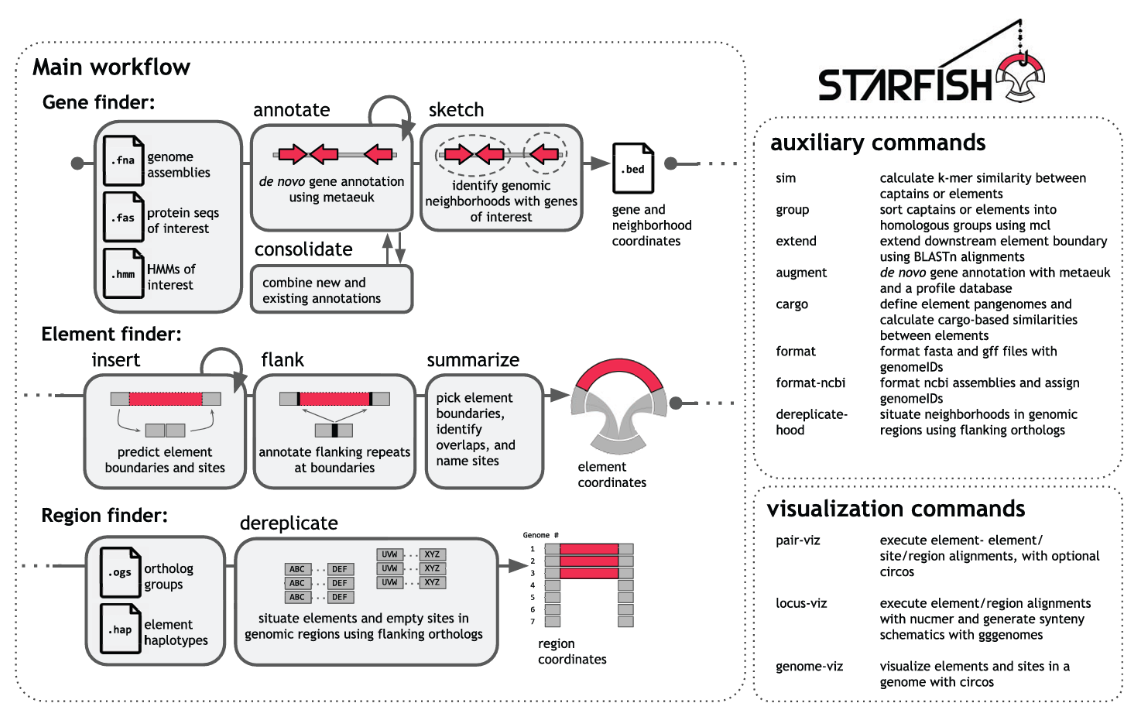 Main workflow
Gene finder:
.fna
genome
assemblies
.fas
protein seqs
of interest
.hmm
HMMs of
interest
annotate
de novo gene annotation
using metaeuk
consolidate
combine new and
existing annotations
sketch
identify genomic
neighborhoods with genes
of interest
.bed
gene and
neighborhood
coordinates
Element finder:
insert
predict element
boundaries and sites
flank
annotate flanking repeats
at boundaries
summarize
pick element
boundaries,
identify
overlaps, and
name sites
element
coordinates
Region finder:
.ogs
ortholog
groups
.hap
element
haplotypes
dereplicate
ABC ··· DEF
ABC ··· DEF
ABC ··· DEF
UVW ··· XYZ
UVW ··· XYZ
UVW ··· XYZ
situate elements and empty sites in
genomic regions using flanking orthologs
Genome #
1
2
3
4
5
6
7
region
coordinates
STARFISH
auxiliary commands
sim calculate k-mer similarity between
captains or elements
group sort captains or elements into
homologous groups using mcl
extend extend downstream element boundary
using BLASTn alignments
augment de novo gene annotation with metaeuk
and a profile database
cargo define element pangenomes and
calculate cargo-based similarities
between elements
format format fasta and gff files with
genomeIDs
format-ncbi format ncbi assemblies and assign
genomeIDs
dereplicate- situate neighborhoods in genomic
hood regions using flanking orthologs
visualization commands
pair-viz execute element- element/
site/region alignments, with optional
circos
locus-viz execute element/region alignments
with nucmer and generate synteny
schematics with gggenomes
genome-viz visualize elements and sites in a
genome with circos